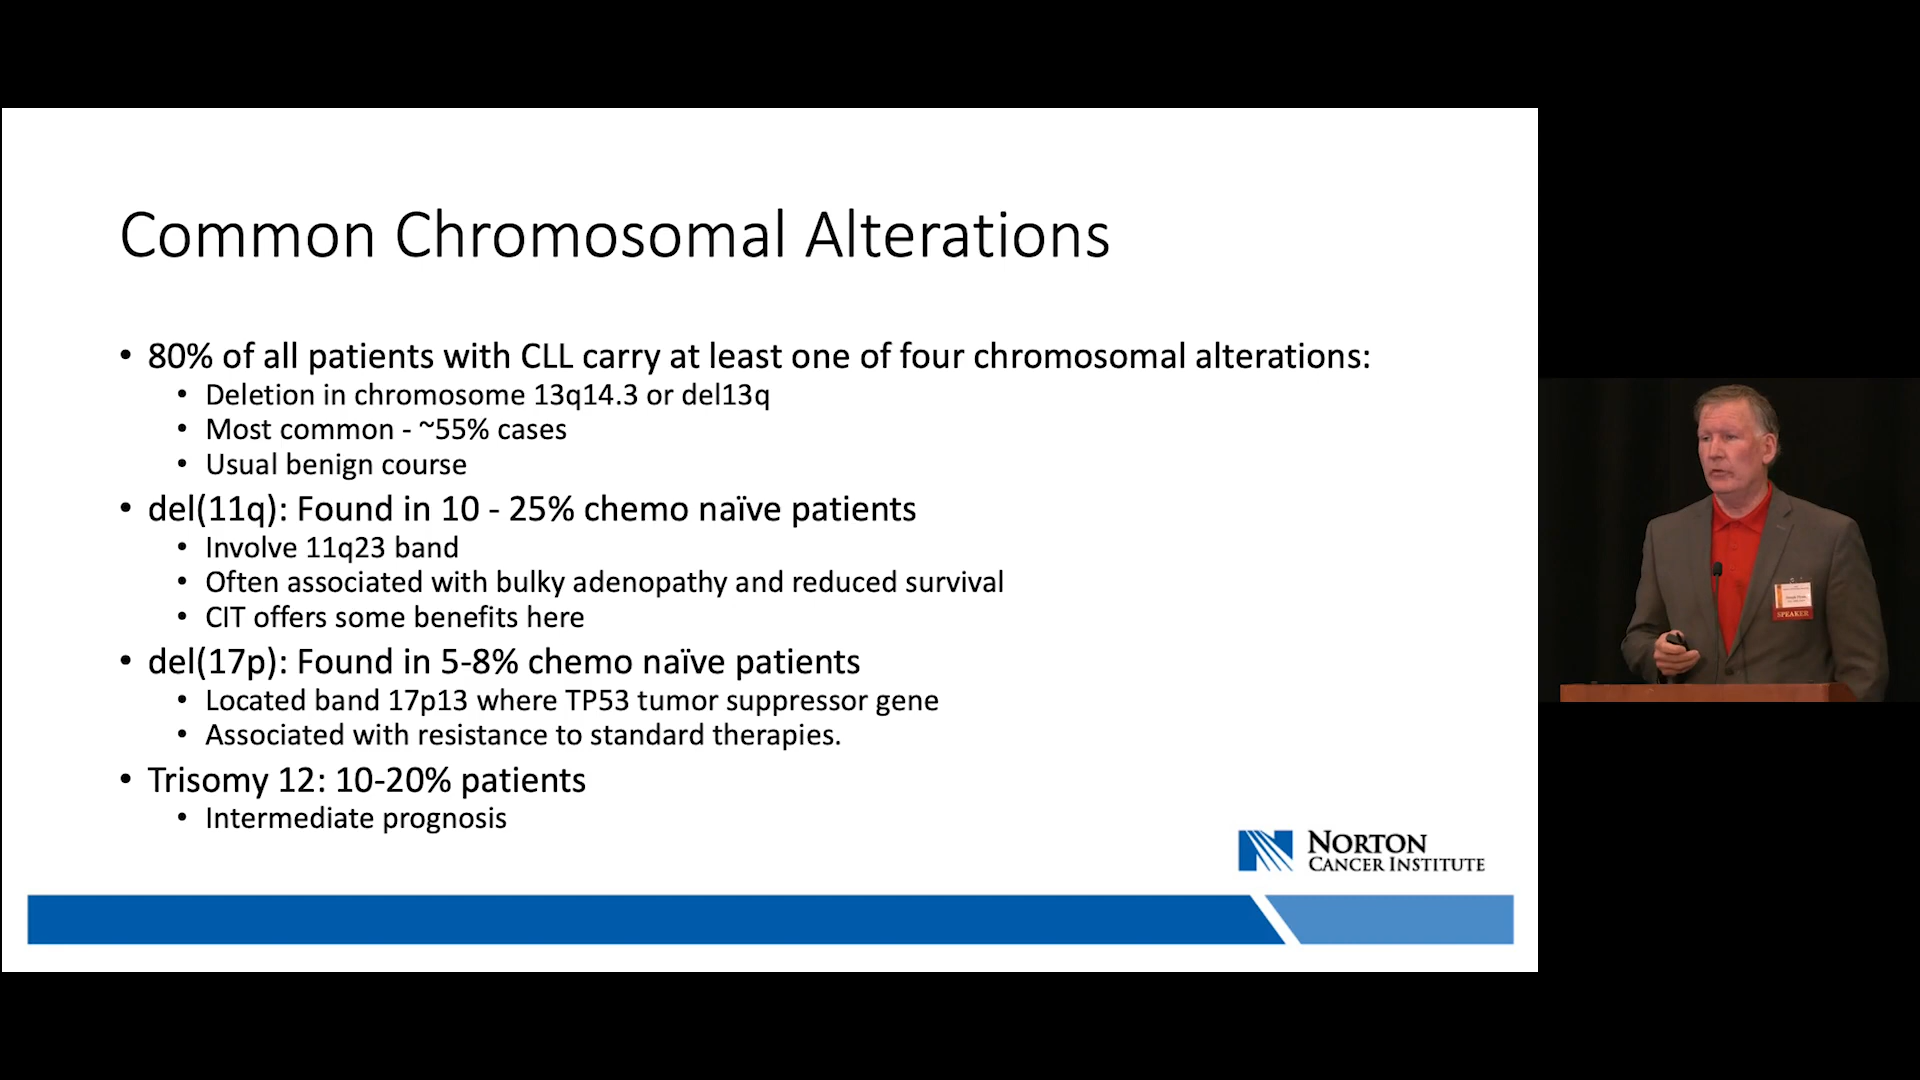 Common Chromosomal Alterations
• 80% of all patients with CLL carry at least one of four chromosomal alterations:
• Deletion in chromosome 13q14.3 or del13q
• Most common - ~55% cases
• Usual benign course
• del(11q): Found in 10 - 25% chemo naïve patients
• Involve 11q23 band
• Often associated with bulky adenopathy and reduced survival
• CIT offers some benefits here
• del(17p): Found in 5-8% chemo naïve patients
• Located band 17p13 where TP53 tumor suppressor gene
• Associated with resistance to standard therapies.
• Trisomy 12: 10-20% patients
• Intermediate prognosis
NORTON
CANCER INSTITUTE
SPEAKER